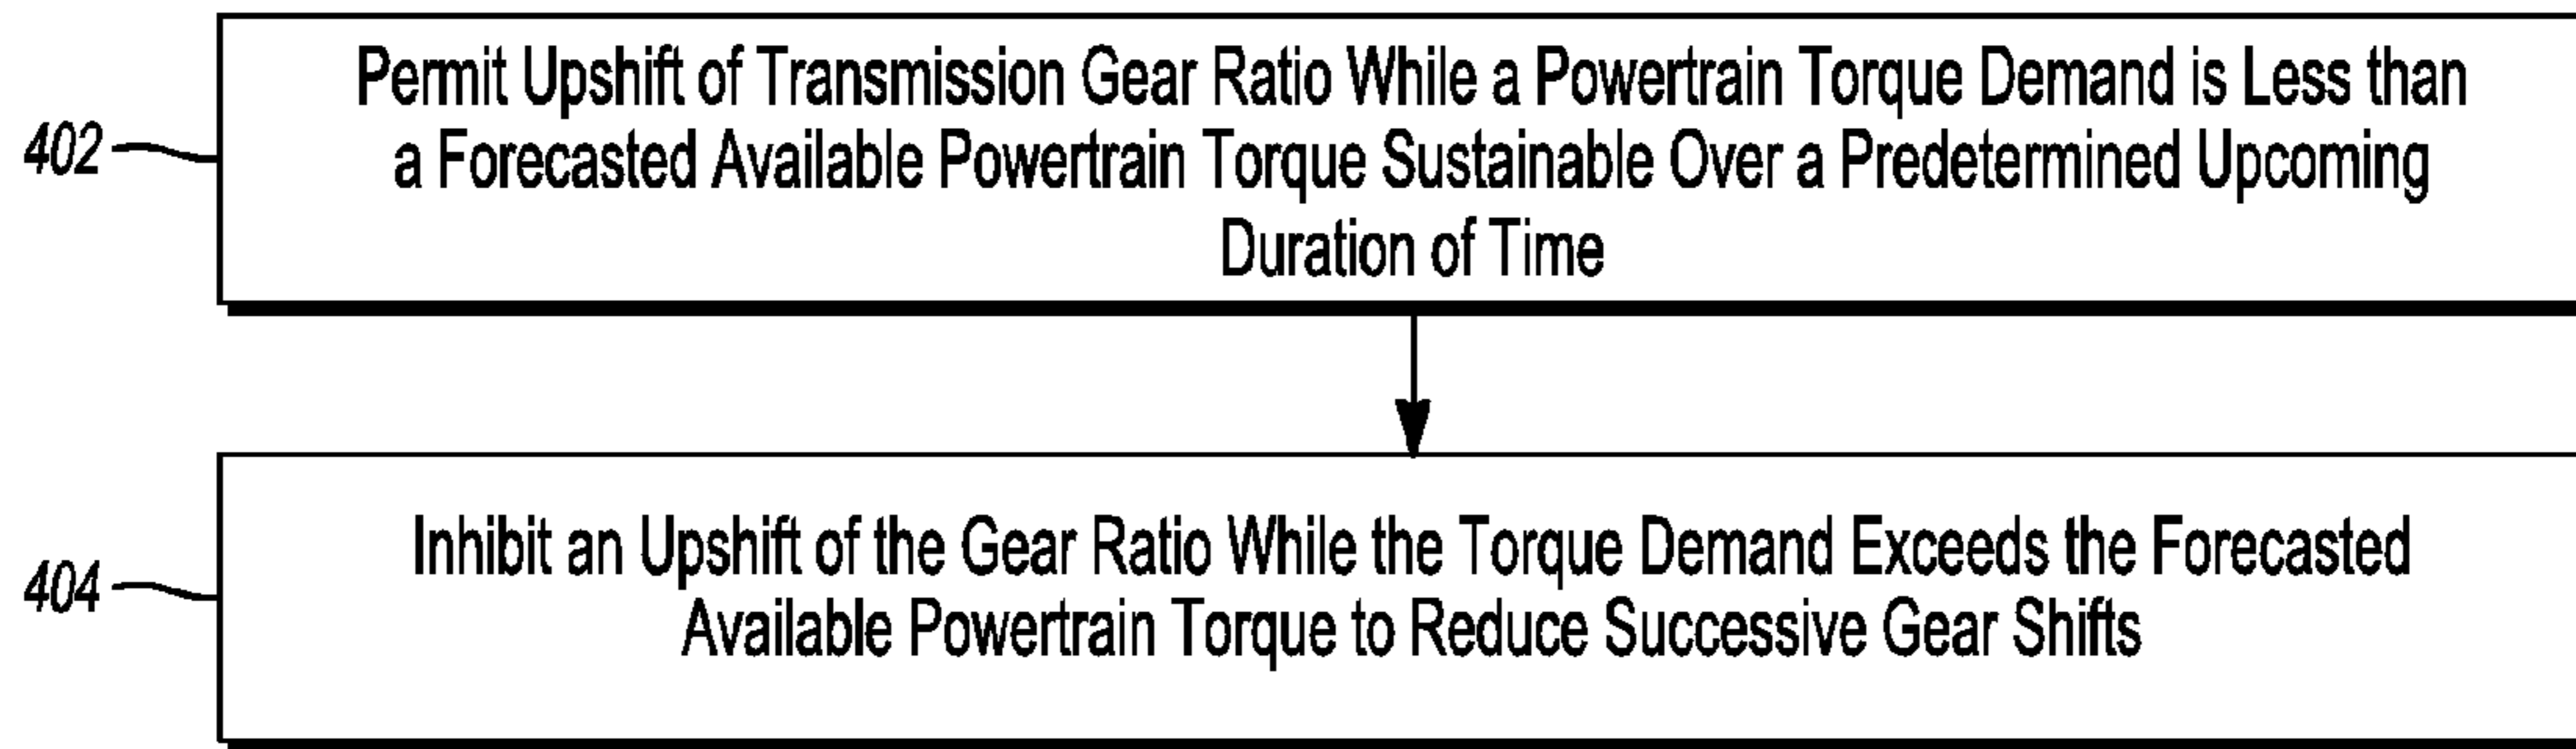 Permit Upshift of Transmission Gear Ratio While a Powertrain Torque Demand is Less than
a Forecasted Available Powertrain Torque Sustainable Over a Predetermined Upcoming
Duration of Time
402
Inhibit an Upshift of the Gear Ratio While the Torque Demand Exceeds the Forecasted
Available Powertrain Torque to Reduce Successive Gear Shifts
404